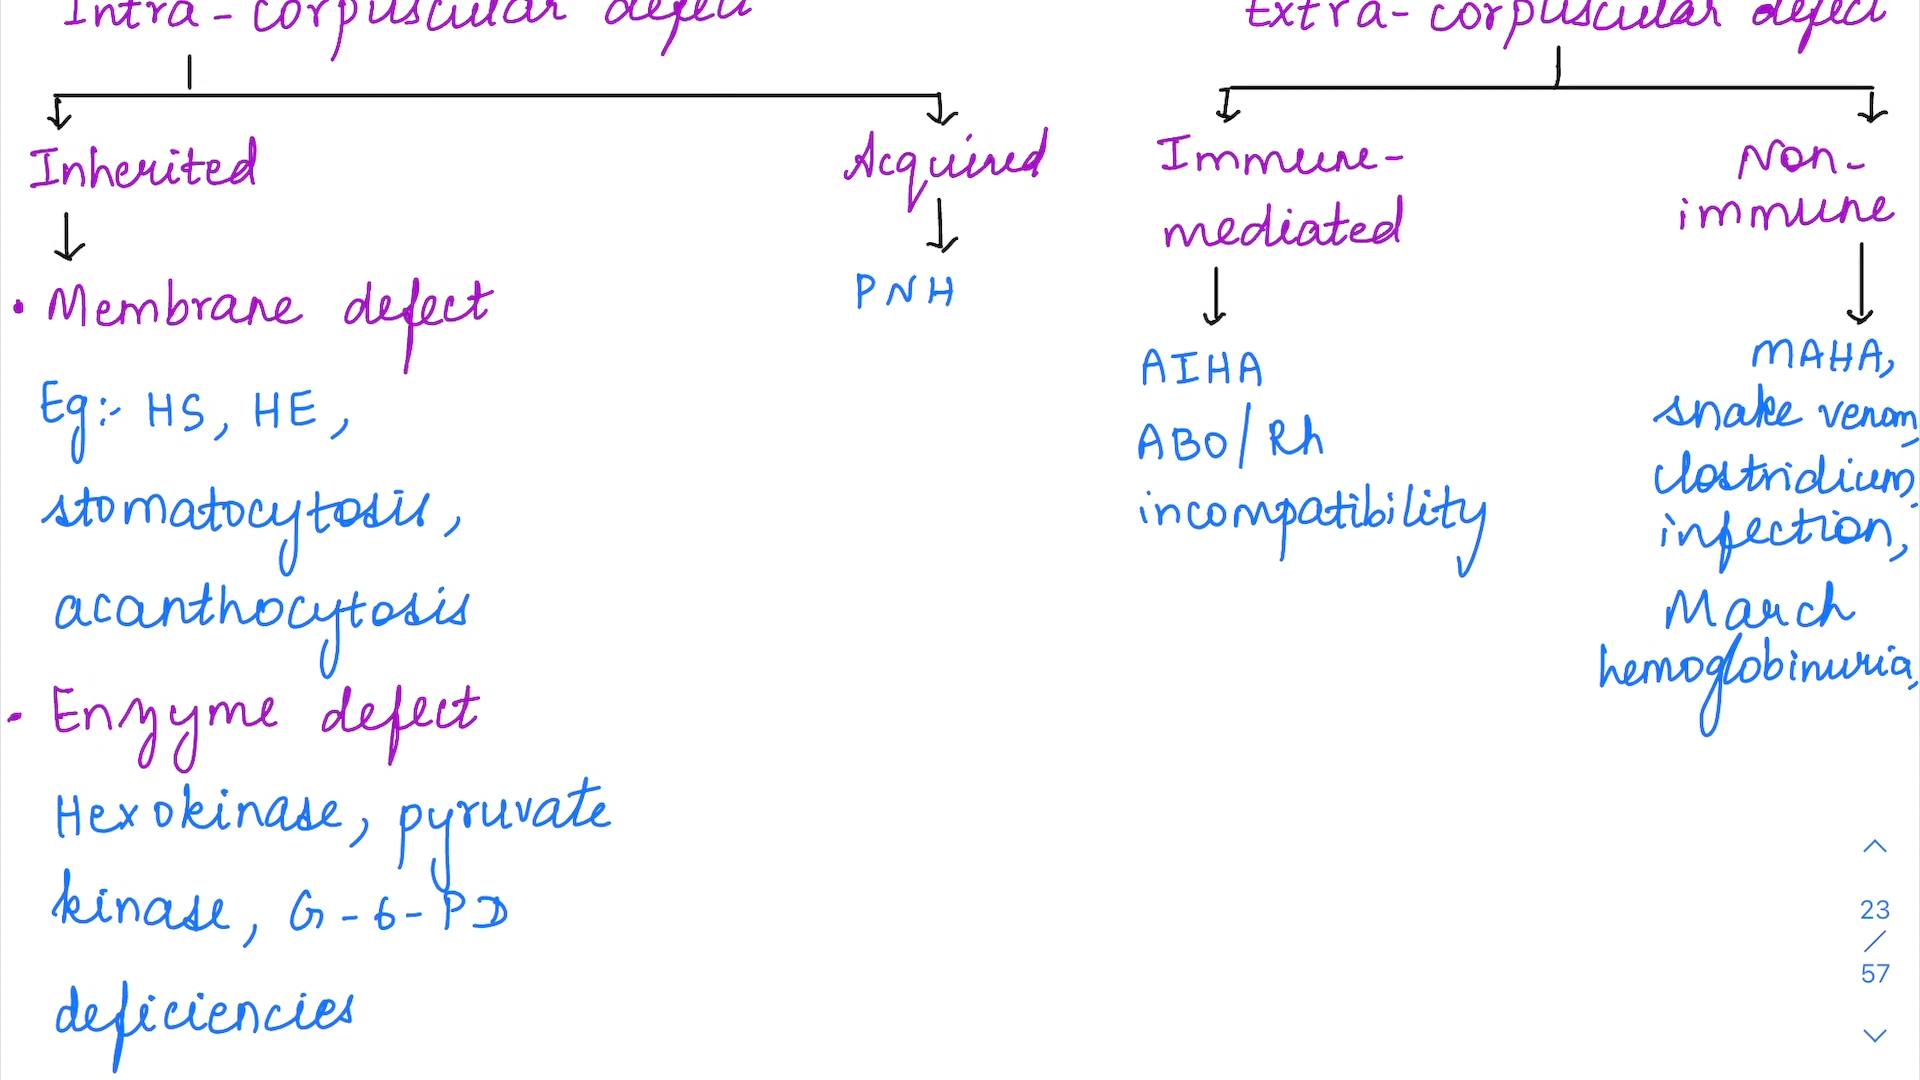 Intra-corpuscular defect
Inherited
• Membrane defect
Eg:- HS, HE,
stomatocytosis,
acanthocytosis
- Enzyme defect
Hexokinase, pyruvate
kinase, G-6-PD
deficiencies
Acquired
PNH
Extra-corpuscular defect
Immune-
mediated
AIHA
ABO/Rh
incompatibility
Non-
immune
MAHA,
snake venom,
clostridium,
infection,
March
hemoglobinuria,
23
/
57